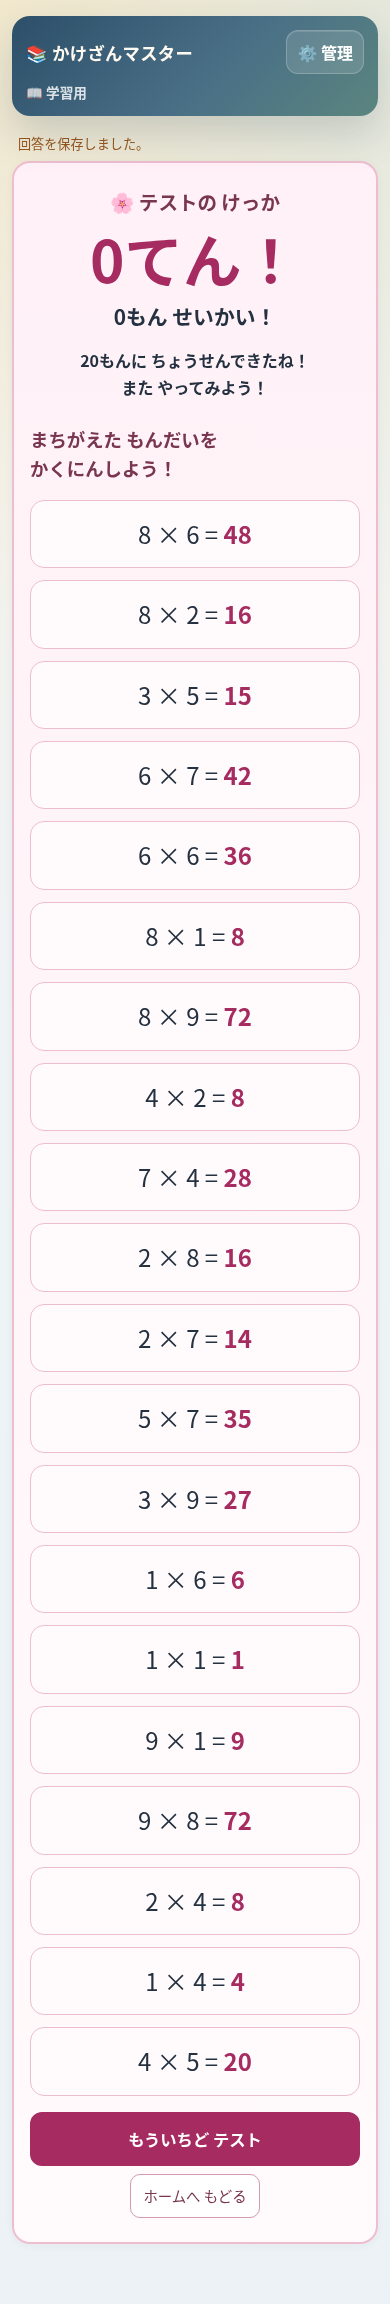 📚 かけざんマスター
⚙️ 管理
📖 学習用
回答を保存しました。
🌸 テストの けっか
0てん！
0もん せいかい！
20もんに ちょうせんできたね！
また やってみよう！
まちがえた もんだいを
かくにんしよう！
8 × 6 = 48
8 × 2 = 16
3 × 5 = 15
6 × 7 = 42
6 × 6 = 36
8 × 1 = 8
8 × 9 = 72
4 × 2 = 8
7 × 4 = 28
2 × 8 = 16
2 × 7 = 14
5 × 7 = 35
3 × 9 = 27
1 × 6 = 6
1 × 1 = 1
9 × 1 = 9
9 × 8 = 72
2 × 4 = 8
1 × 4 = 4
4 × 5 = 20
もういちど テスト
ホームへ もどる